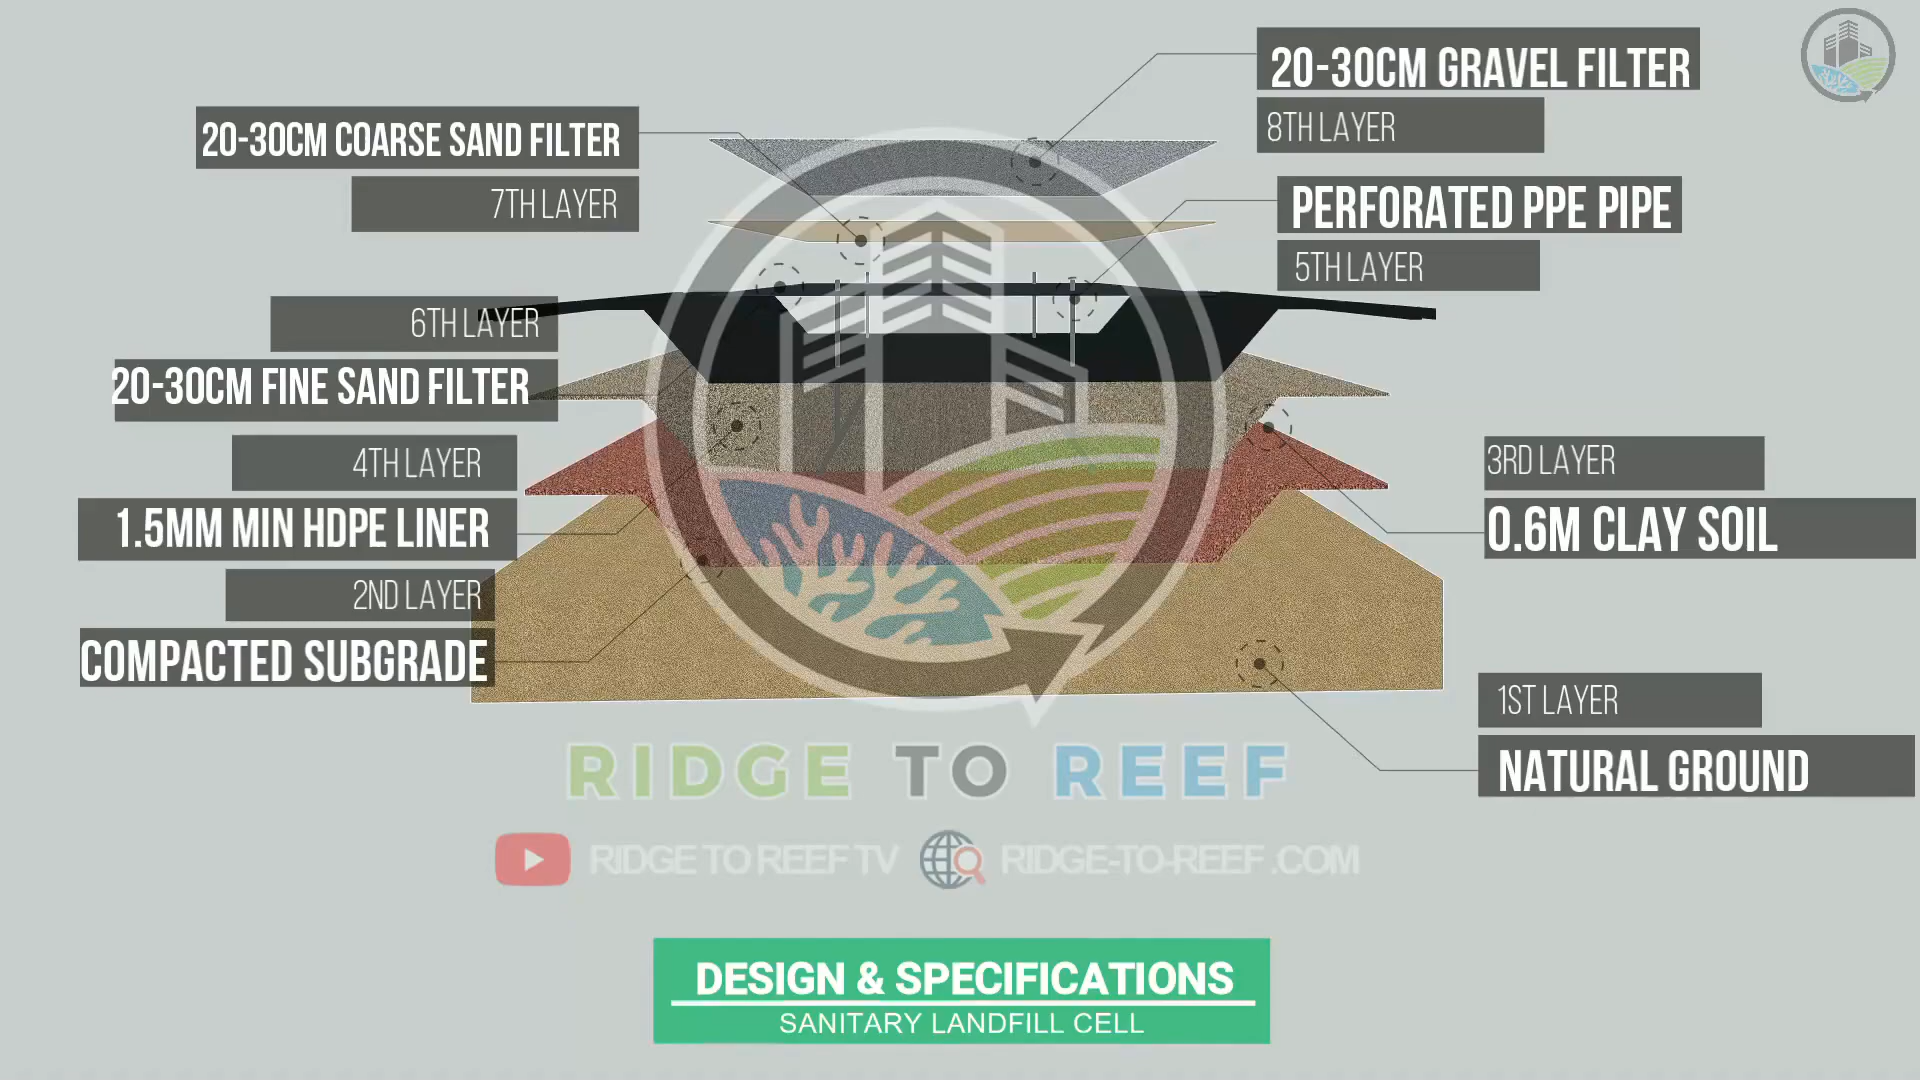 20-30CM GRAVEL FILTER
8TH LAYER
20-30CM COARSE SAND FILTER
7TH LAYER
PERFORATED PPE PIPE
5TH LAYER
6TH LAYER
20-30CM FINE SAND FILTER
4TH LAYER
1.5MM MIN HDPE LINER
3RD LAYER
0.6M CLAY SOIL
2ND LAYER
COMPACTED SUBGRADE
1ST LAYER
NATURAL GROUND
RIDGE TO REEF
RIDGE TO REEF TV
RIDGE-TO-REEF.COM
DESIGN & SPECIFICATIONS
SANITARY LANDFILL CELL